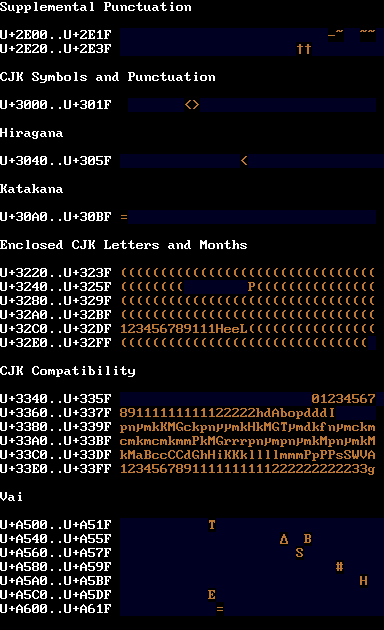 Supplemental Punctuation
U+2E00..U+2E1F −~ ~~
U+2E20..U+2E3F ††
CJK Symbols and Punctuation
U+3000..U+301F <>
Hiragana
U+3040..U+305F <
Katakana
U+30A0..U+30BF =
Enclosed CJK Letters and Months
U+3220..U+323F ((((((((((((((((((((((((((((((((
U+3240..U+325F (((((((( P(((((((((((((((
U+3280..U+329F ((((((((((((((((((((((((((((((((
U+32A0..U+32BF ((((((((((((((((((((((((((((((((
U+32C0..U+32DF 123456789111HeeL((((((((((((((((
U+32E0..U+32FF (((((((((((((((((((((((((((((((
CJK Compatibility
U+3340..U+335F 01234567
U+3360..U+337F 89111111111122222hdAbopdddI
U+3380..U+339F pnµmkKMGckpnµµmkHkMGTµmdkfnµmckm
U+33A0..U+33BF cmkmcmkmmPkMGrrrpnµmpnµmkMpnµmkM
U+33C0..U+33DF kMaBccCCdGhHiKKkllllmmmPpPPsSWVA
U+33E0..U+33FF 1234567891111111111222222222233g
Vai
U+A500..U+A51F T
U+A540..U+A55F Δ B
U+A560..U+A57F S
U+A580..U+A59F #
U+A5A0..U+A5BF H
U+A5C0..U+A5DF E
U+A600..U+A61F =